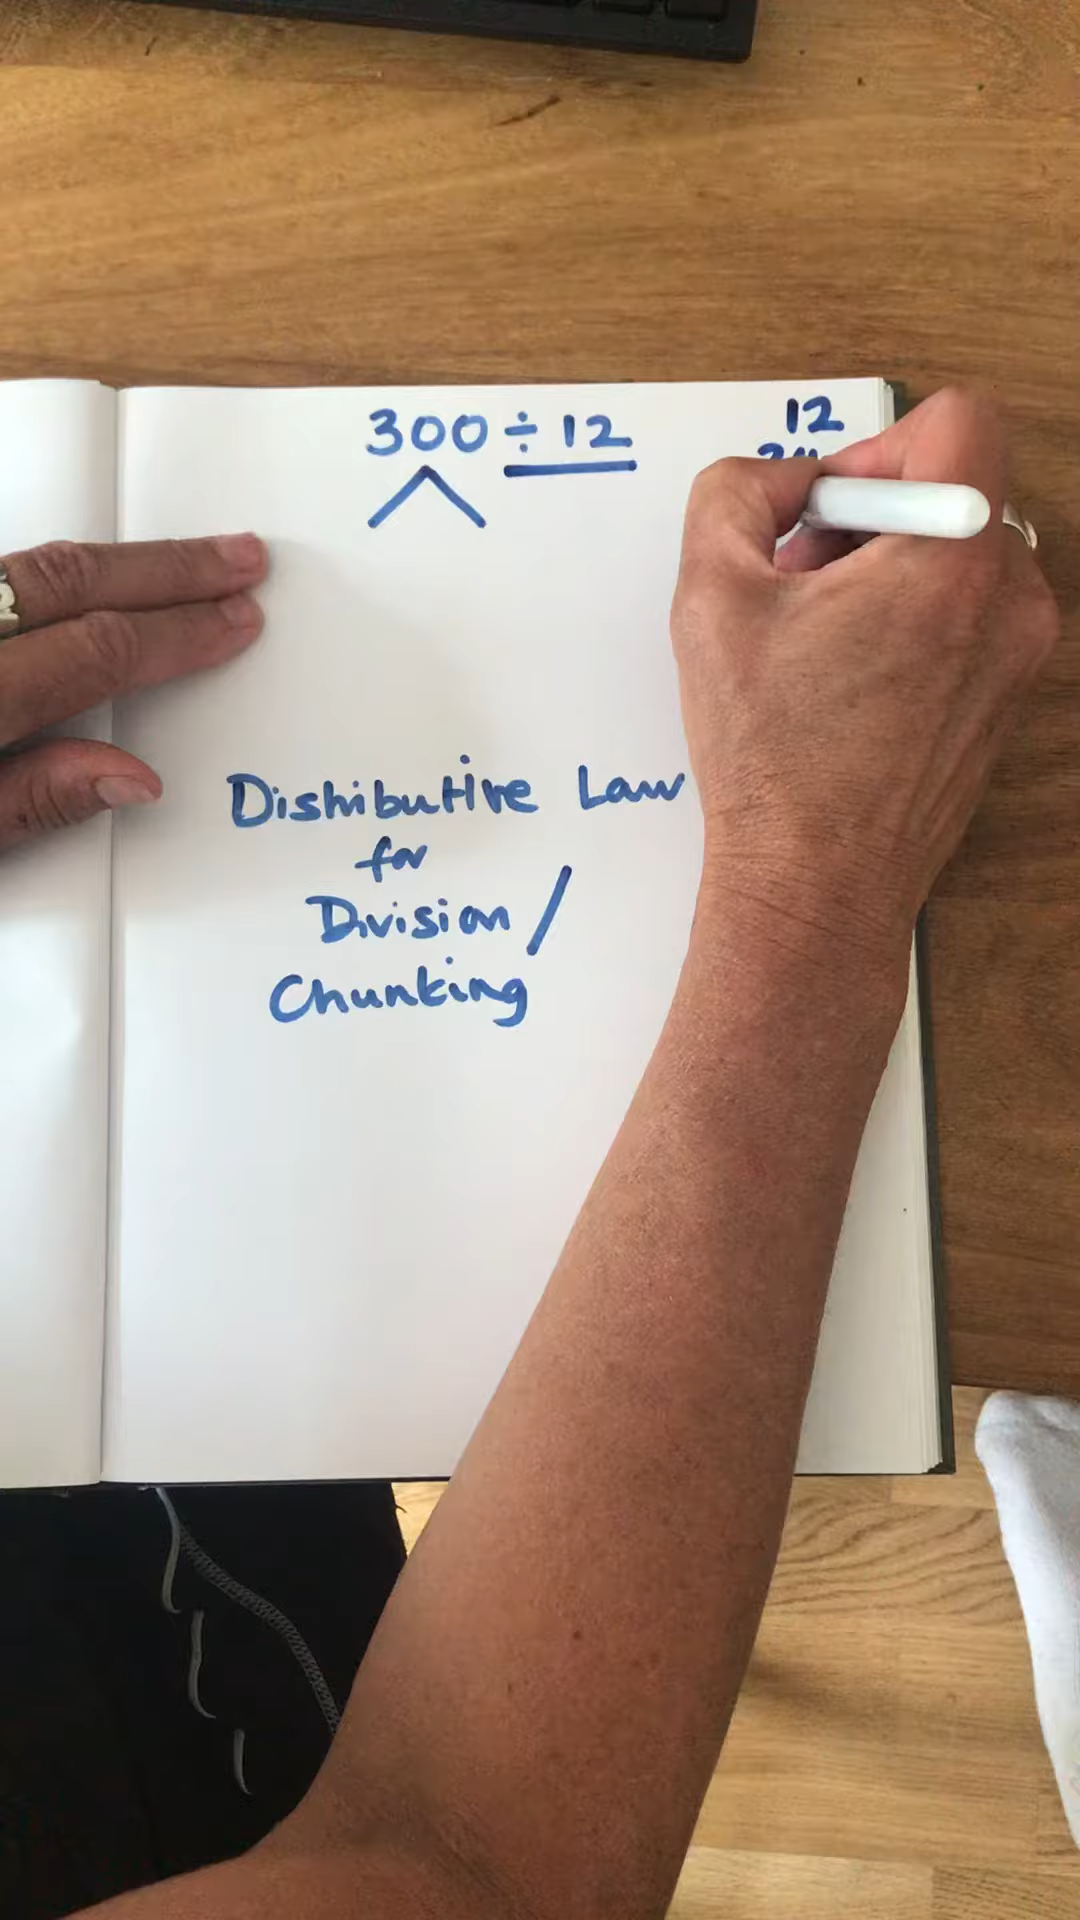 300 ÷ 12
12
Distributive Law
for
Division /
Chunking